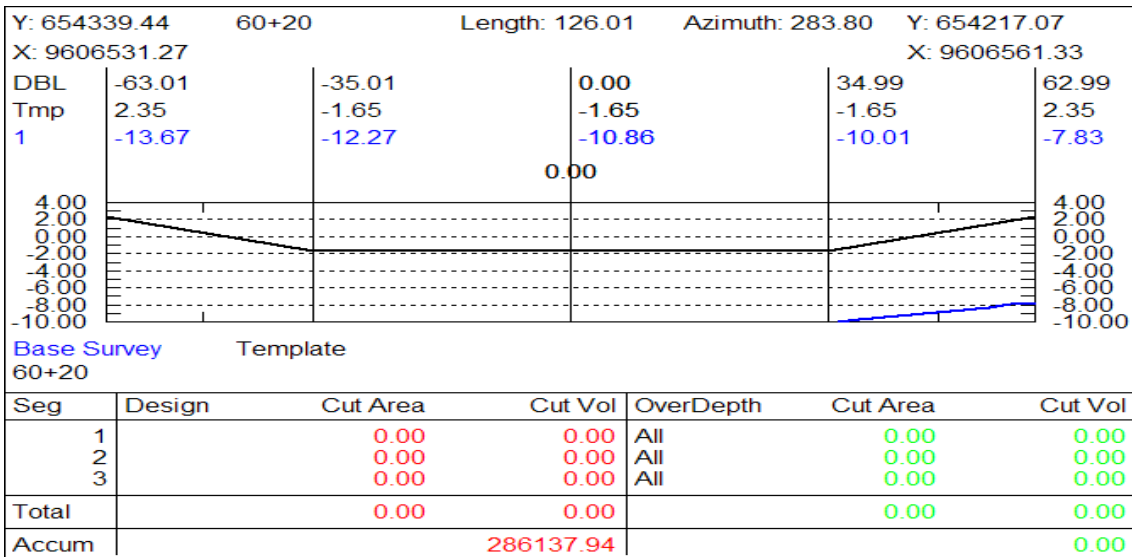 Y: 654339.44 60+20 Length: 126.01 Azimuth: 283.80 Y: 654217.07
X: 9606531.27 X: 9606561.33
DBL -63.01 -35.01 0.00 34.99 62.99
Tmp 2.35 -1.65 -1.65 -1.65 2.35
1 -13.67 -12.27 -10.86 -10.01 -7.83
0.00
4.00 4.00
2.00 2.00
0.00 0.00
-2.00 -2.00
-4.00 -4.00
-6.00 -6.00
-8.00 -8.00
-10.00 -10.00
Base Survey Template
60+20
Seg Design Cut Area Cut Vol OverDepth Cut Area Cut Vol
1 0.00 0.00 All 0.00 0.00
2 0.00 0.00 All 0.00 0.00
3 0.00 0.00 All 0.00 0.00
Total 0.00 0.00 0.00 0.00
Accum 286137.94 0.00